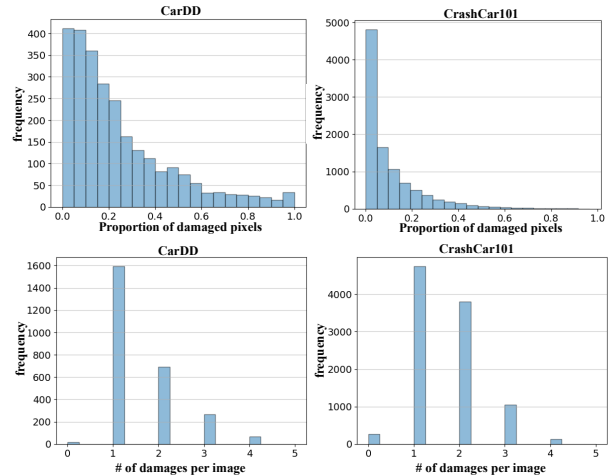 CarDD
frequency
400
350
300
250
200
150
100
50
0
0.0 0.2 0.4 0.6 0.8 1.0
Proportion of damaged pixels
CrashCar101
frequency
5000
4000
3000
2000
1000
0
0.0 0.2 0.4 0.6 0.8 1.0
Proportion of damaged pixels
CarDD
frequency
1600
1400
1200
1000
800
600
400
200
0
0 1 2 3 4 5
# of damages per image
CrashCar101
frequency
4000
3000
2000
1000
0
0 1 2 3 4 5
# of damages per image